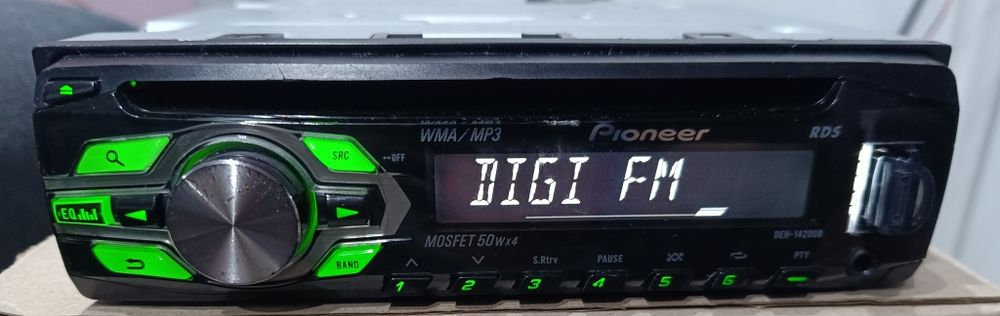 WMA/MP3
Pioneer
RDS
SRC
OFF
DIGI FM
EQ
MOSFET 50Wx4
DEH-1420UB
BAND
S.Rtrv
PAUSE
PTY
1
2
3
4
5
6